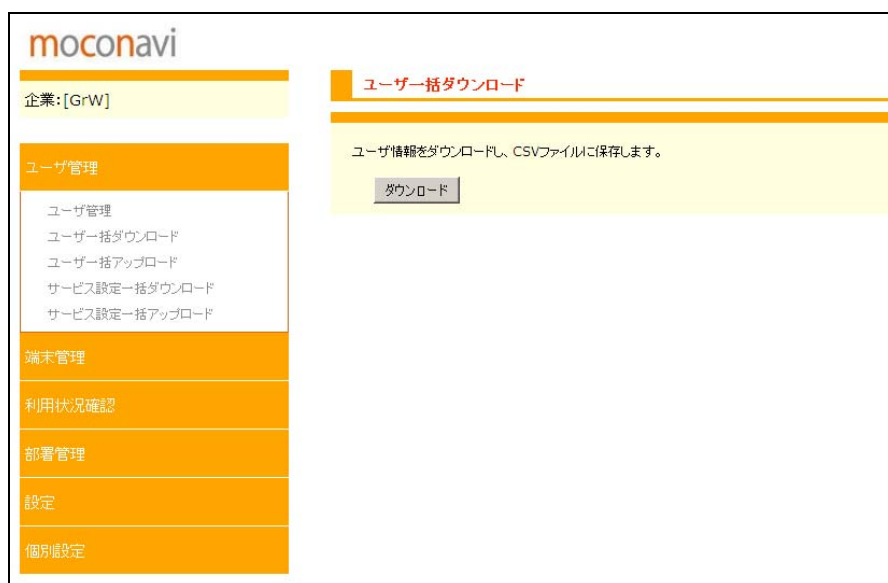 moconavi
企業:[GrW]
ユーザ管理
ユーザ管理
ユーザ一括ダウンロード
ユーザ一括アップロード
サービス設定一括ダウンロード
サービス設定一括アップロード
端末管理
利用状況確認
部署管理
設定
個別設定
ユーザ一括ダウンロード
ユーザ情報をダウンロードし、CSVファイルに保存します。
ダウンロード